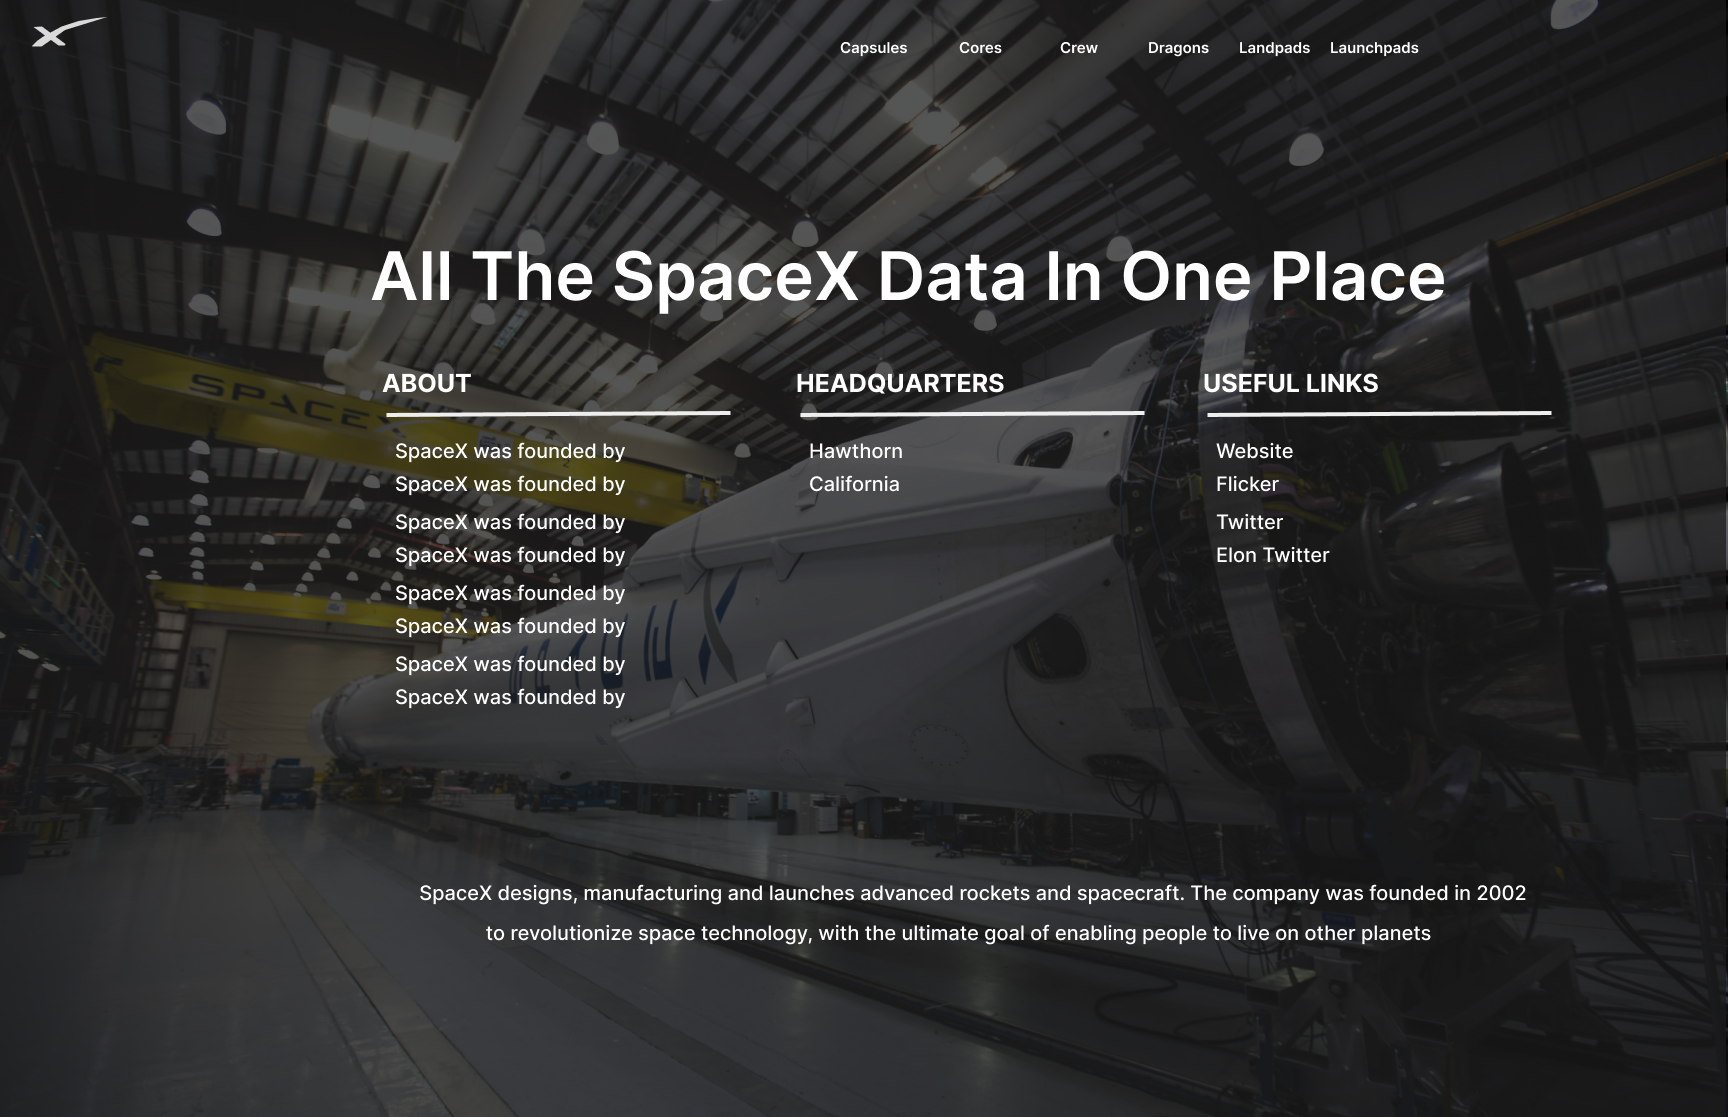 Capsules Cores Crew Dragons Landpads Launchpads
All The SpaceX Data In One Place
ABOUT
SpaceX was founded by
SpaceX was founded by
SpaceX was founded by
SpaceX was founded by
SpaceX was founded by
SpaceX was founded by
SpaceX was founded by
SpaceX was founded by
HEADQUARTERS
Hawthorn
California
USEFUL LINKS
Website
Flicker
Twitter
Elon Twitter
SPACEX
SpaceX designs, manufacturing and launches advanced rockets and spacecraft. The company was founded in 2002
to revolutionize space technology, with the ultimate goal of enabling people to live on other planets